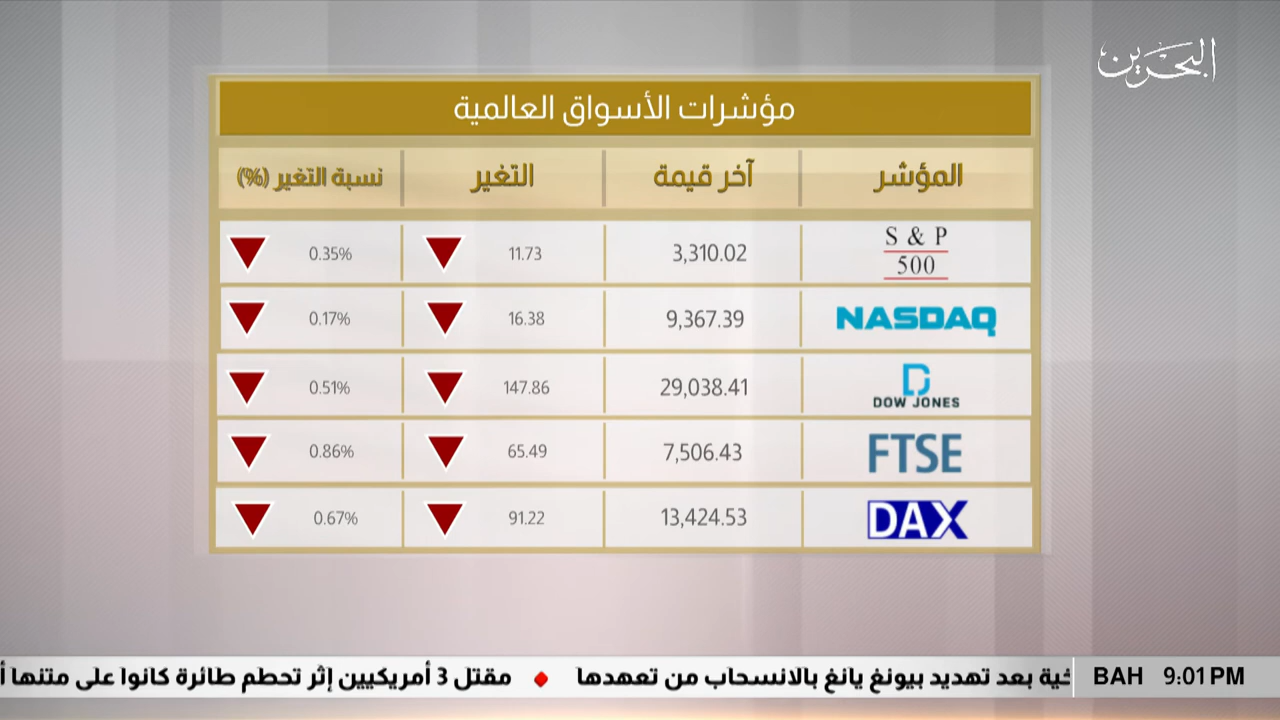 البحرين
مؤشرات الأسواق العالمية
المؤشر آخر قيمة التغير نسبة التغير (%)
S & P
500
3,310.02 11.73 0.35%
NASDAQ 9,367.39 16.38 0.17%
DOW JONES 29,038.41 147.86 0.51%
FTSE 7,506.43 65.49 0.86%
DAX 13,424.53 91.22 0.67%
بعد تهديد بيونغ يانغ بالانسحاب من تعهدها
مقتل 3 أمريكيين إثر تحطم طائرة كانوا على متنها
BAH 9:01PM